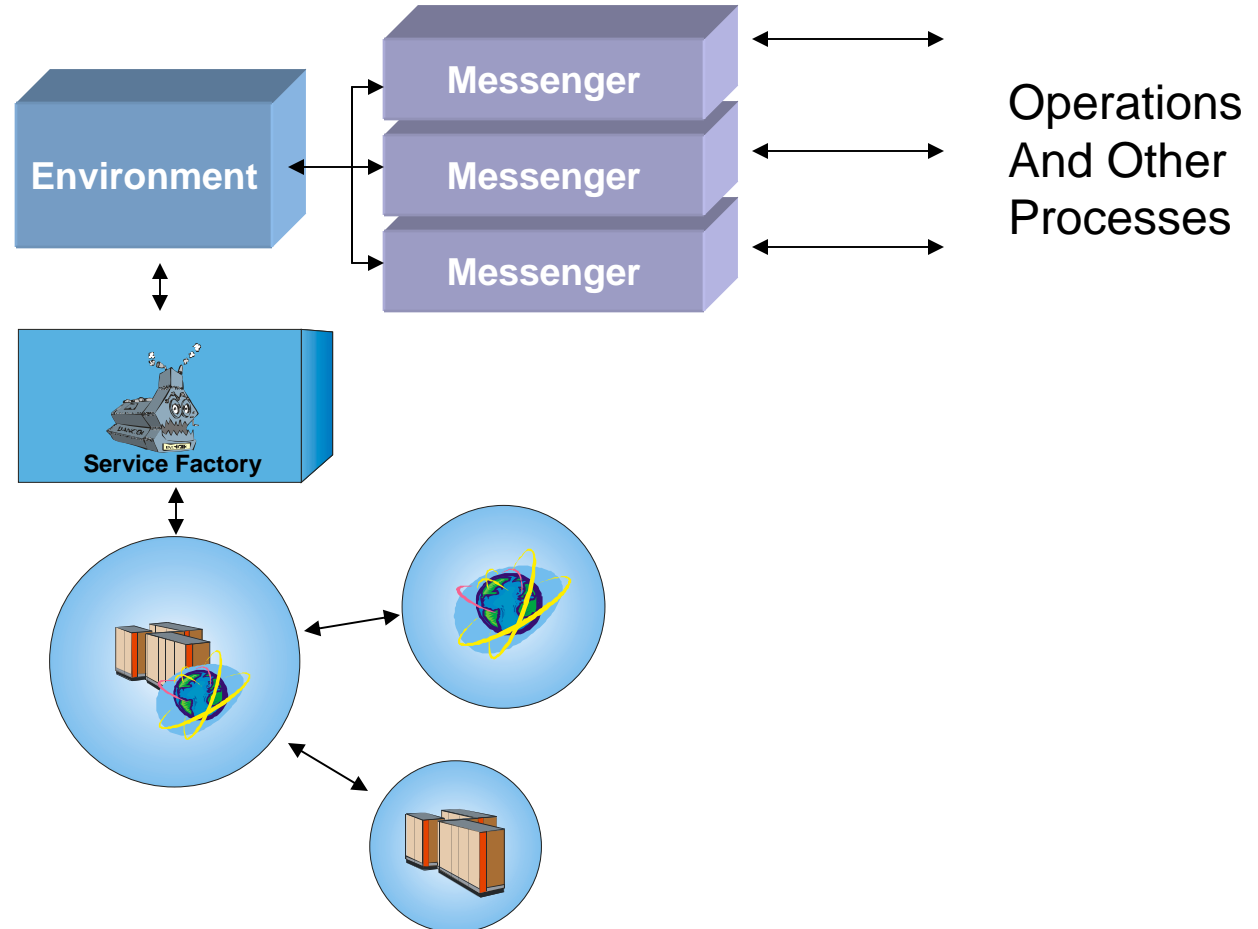 Messenger
Operations
And Other
Processes
Environment
Messenger
Messenger
Service Factory